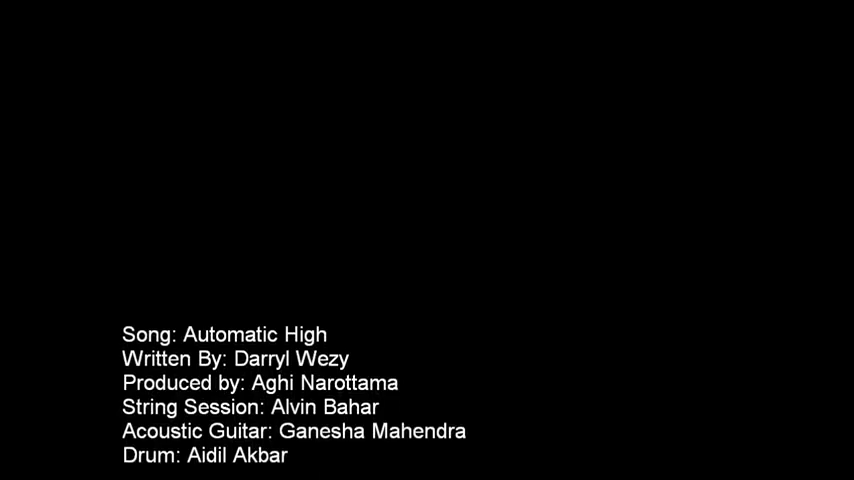 Song: Automatic High
Written By: Darryl Wezy
Produced by: Aghi Narottama
String Session: Alvin Bahar
Acoustic Guitar: Ganesha Mahendra
Drum: Aidil Akbar